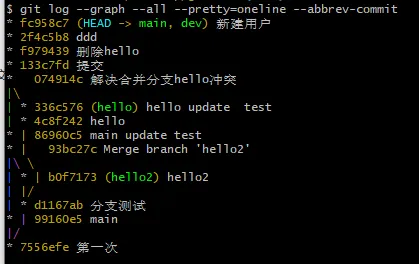 $ git log --graph --all --pretty=oneline --abbrev-commit
* fc958c7 (HEAD -> main, dev) 新建用户
* 2f4c5b8 ddd
* f979439 删除hello
* 133c7fd 提交
*   074914c 解决合并分支hello冲突
|\
| * 336c576 (hello) hello update  test
| * 4c8f242 hello
* | 86960c5 main update test
* |   93bc27c Merge branch 'hello2'
|\ \
| * | b0f7173 (hello2) hello2
| |/
| * d1167ab 分支测试
* | 99160e5 main
|/
* 7556efe 第一次